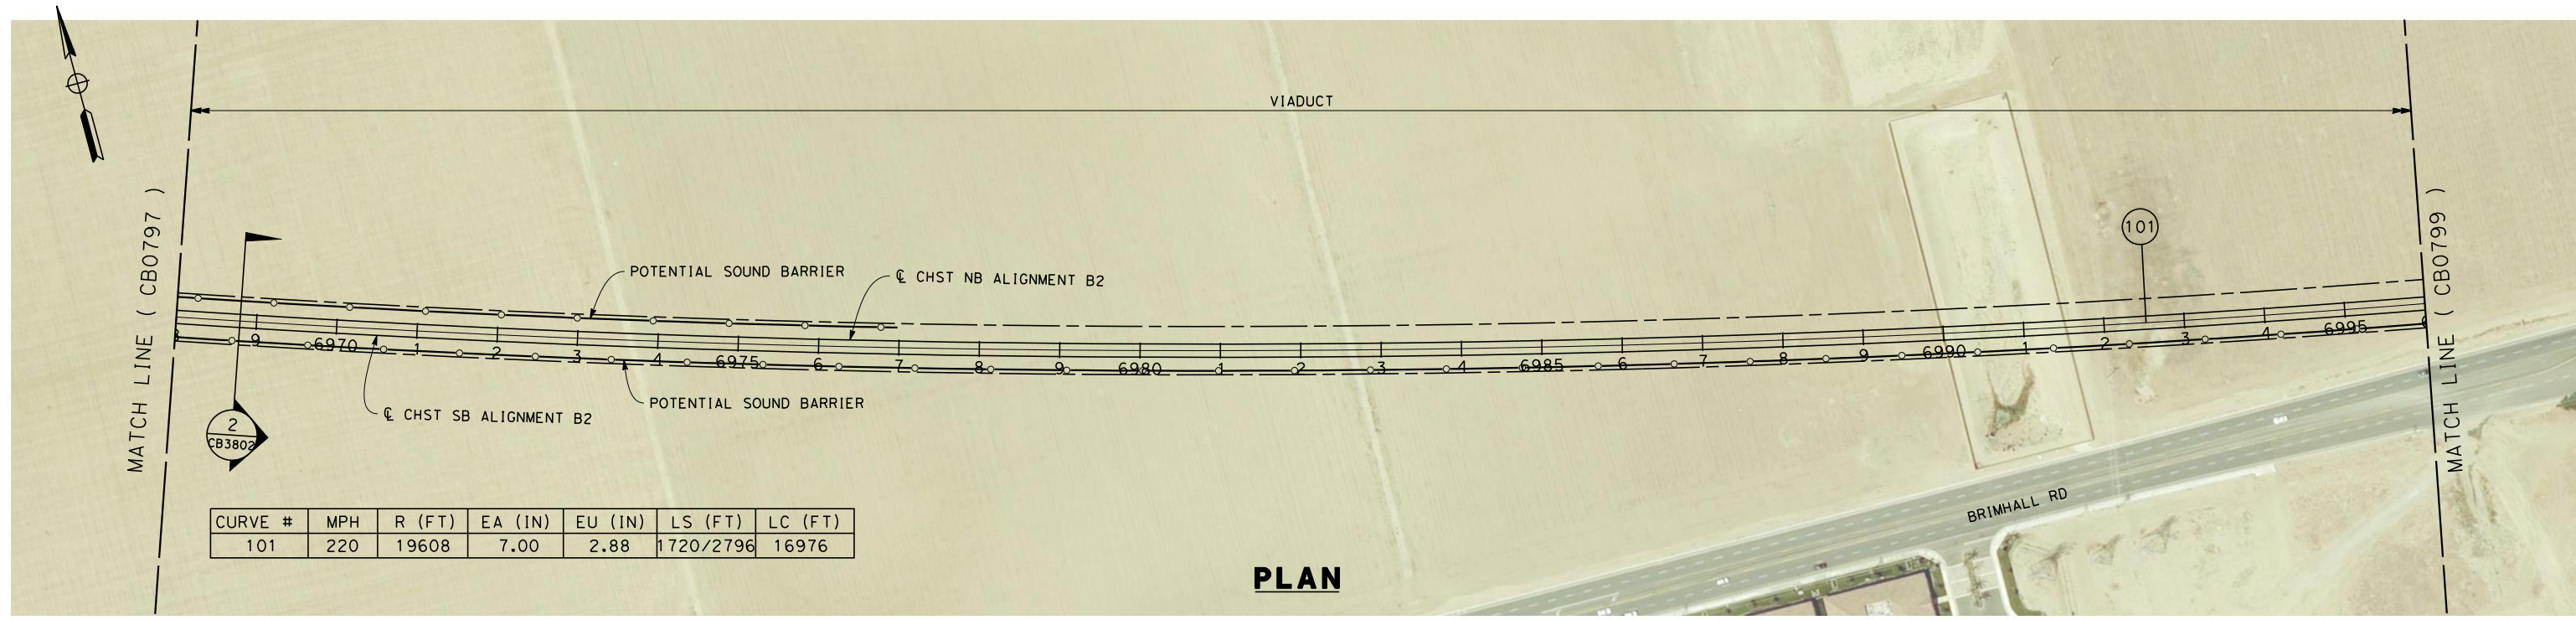 VIADUCT
MATCH LINE ( CB0797 )
MATCH LINE ( CB0799 )
101
POTENTIAL SOUND BARRIER
℄ CHST NB ALIGNMENT B2
9 6970 1 2 3 4 6975 6 7 8 9 6980 1 2 3 4 6985 6 7 8 9 6990 1 2 3 4 6995
℄ CHST SB ALIGNMENT B2
POTENTIAL SOUND BARRIER
2
CB3802
BRIMHALL RD
CURVE # MPH R (FT) EA (IN) EU (IN) LS (FT) LC (FT)
101 220 19608 7.00 2.88 1720/2796 16976
PLAN